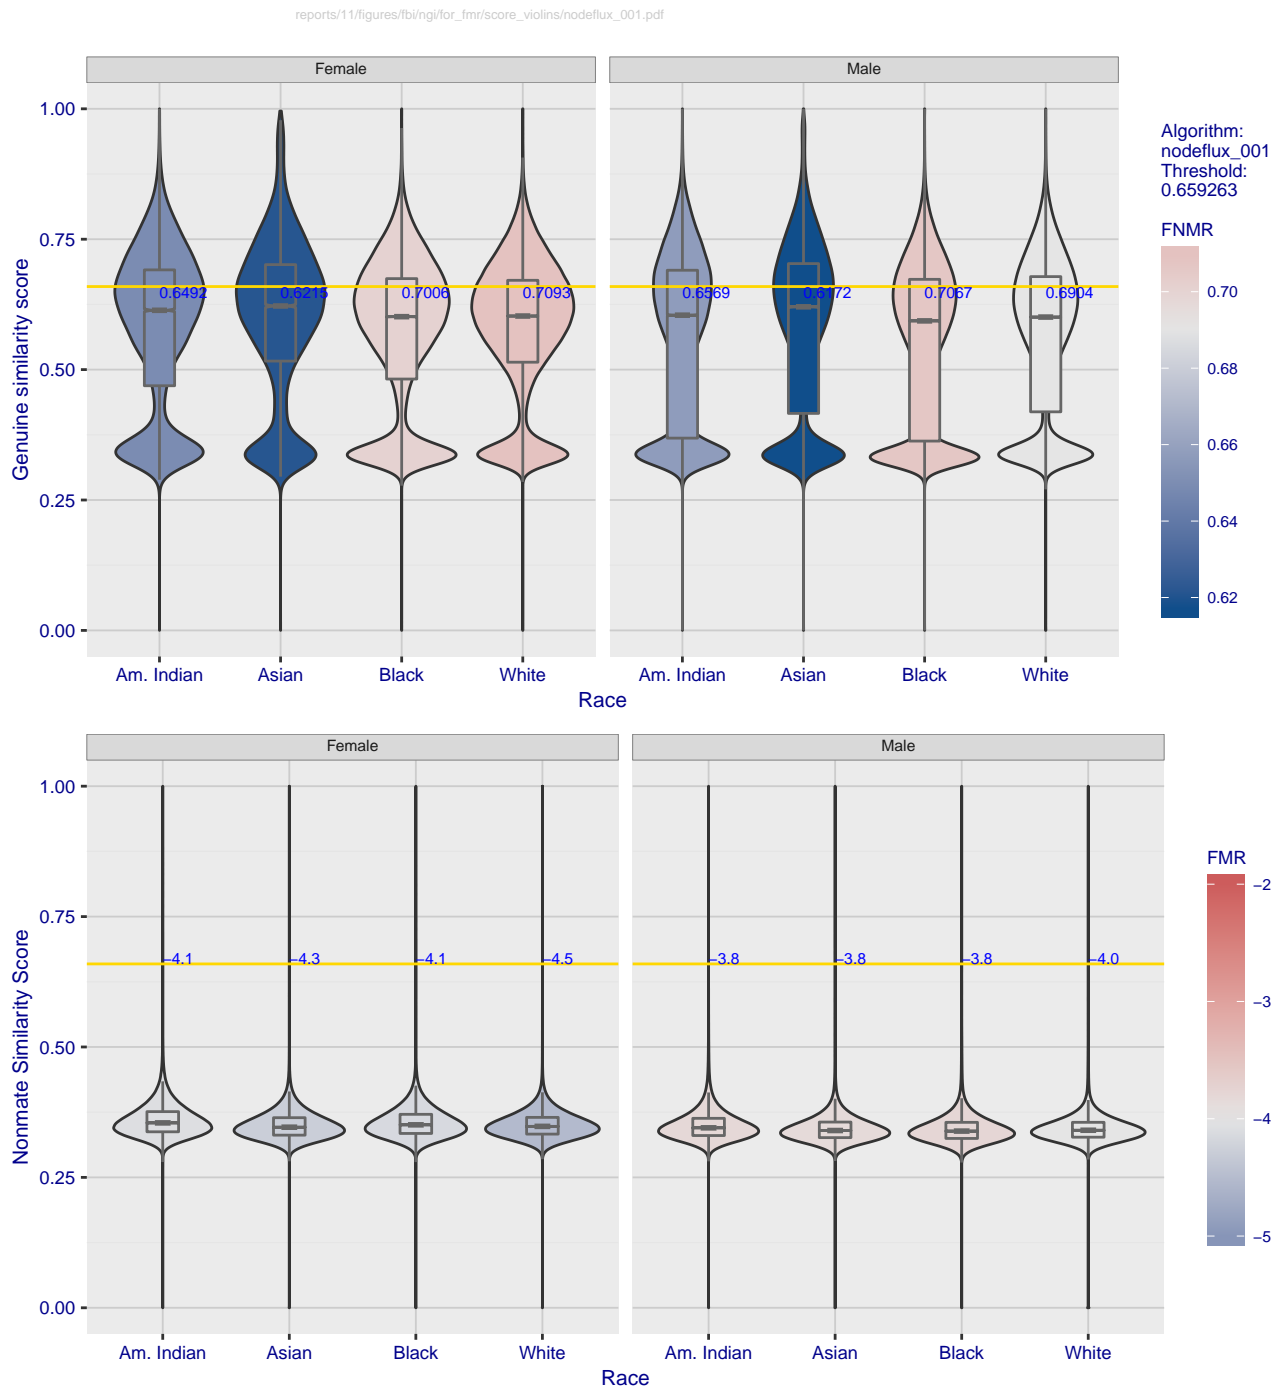 reports/11/figures/fbi/ngi/for_fmr/score_violins/nodeflux_001.pdf
Female
Male
Genuine similarity score
1.00
0.75
0.50
0.25
0.00
0.6492
0.6215
0.7006
0.7093
0.6569
0.6172
0.7067
0.6904
Am. Indian
Asian
Black
White
Am. Indian
Asian
Black
White
Race
Algorithm:
nodeflux_001
Threshold:
0.659263
FNMR
0.70
0.68
0.66
0.64
0.62
Female
Male
Nonmate Similarity Score
1.00
0.75
0.50
0.25
0.00
−4.1
−4.3
−4.1
−4.5
−3.8
−3.8
−3.8
−4.0
Am. Indian
Asian
Black
White
Am. Indian
Asian
Black
White
Race
FMR
−2
−3
−4
−5